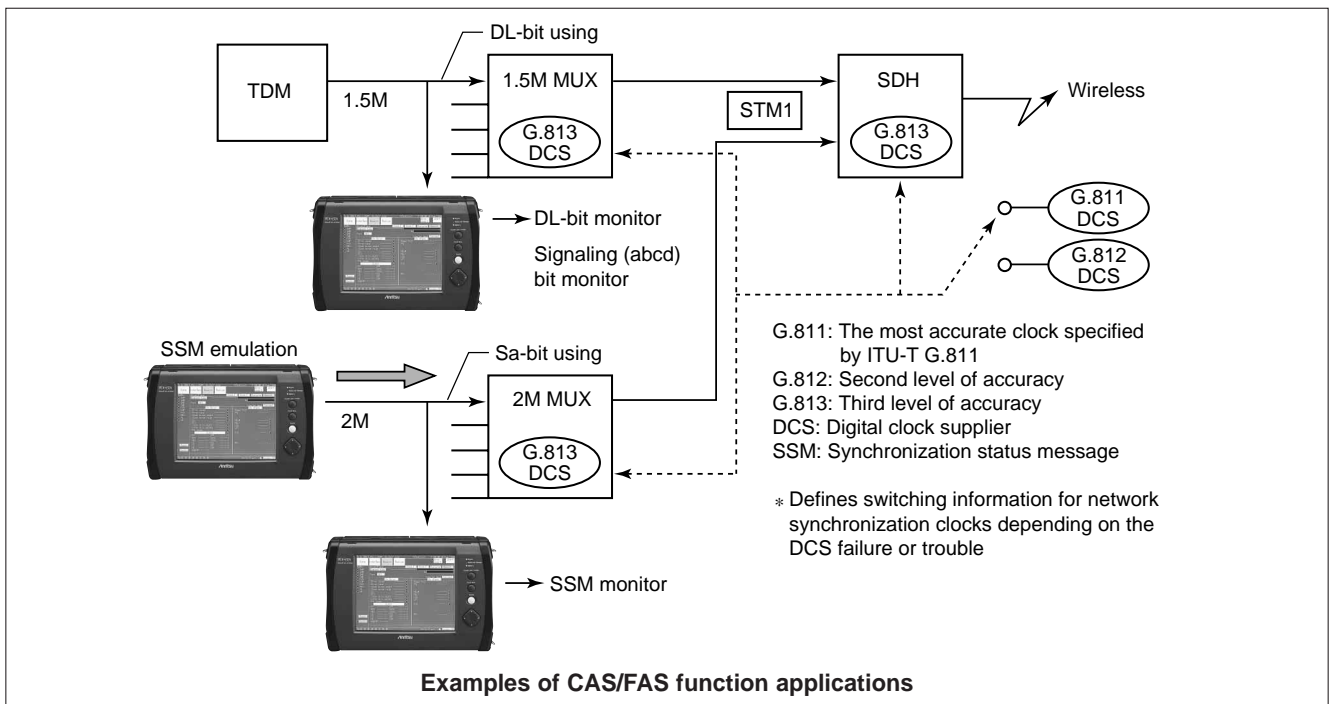 DL-bit using
TDM
1.5M
1.5M MUX
G.813
DCS
STM1
SDH
G.813
DCS
Wireless
G.811
DCS
G.812
DCS
DL-bit monitor
Signaling (abcd)
bit monitor
SSM emulation
2M
Sa-bit using
2M MUX
G.813
DCS
G.811: The most accurate clock specified
by ITU-T G.811
G.812: Second level of accuracy
G.813: Third level of accuracy
DCS: Digital clock supplier
SSM: Synchronization status message
* Defines switching information for network
synchronization clocks depending on the
DCS failure or trouble
SSM monitor
Anritsu
Examples of CAS/FAS function applications